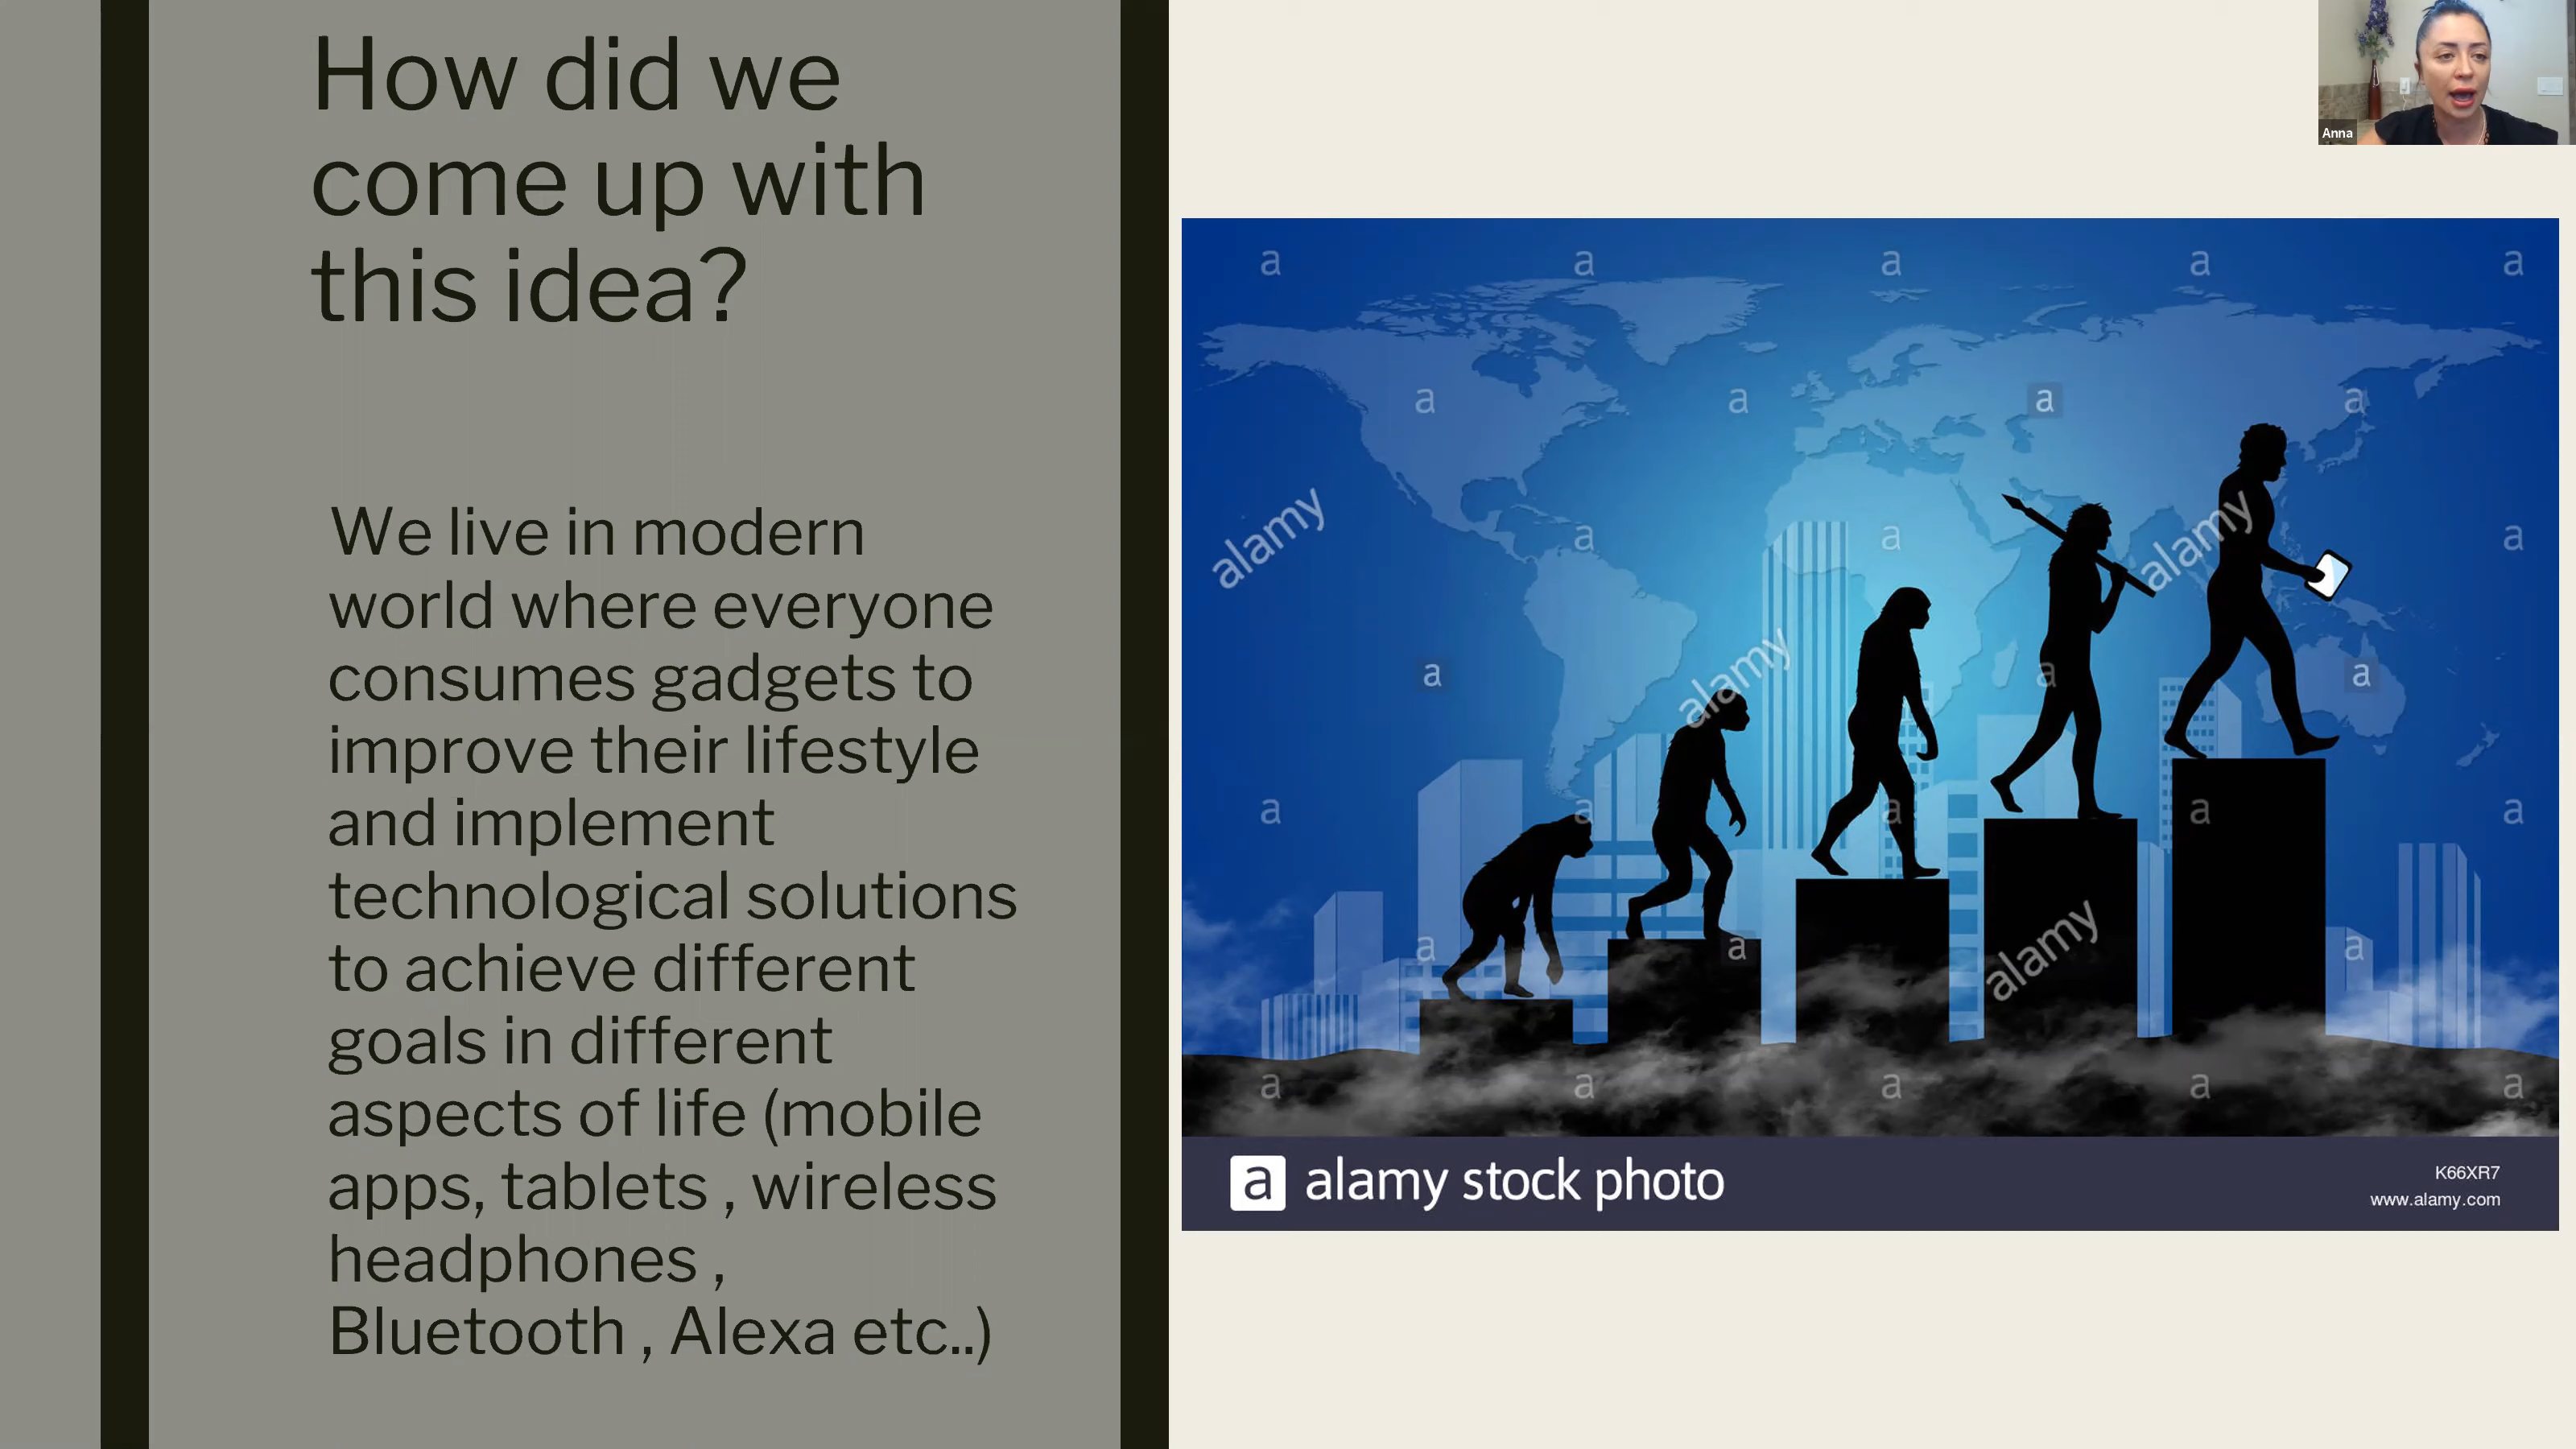 How did we
come up with
this idea?
We live in modern
world where everyone
consumes gadgets to
improve their lifestyle
and implement
technological solutions
to achieve different
goals in different
aspects of life (mobile
apps, tablets , wireless
headphones ,
Bluetooth , Alexa etc..)
Anna
a a a a a
a a a a
alamy
a a alamy a
alamy
a a a
a a a a a
a a alamy a
a a a a a
a alamy stock photo
K66XR7
www.alamy.com